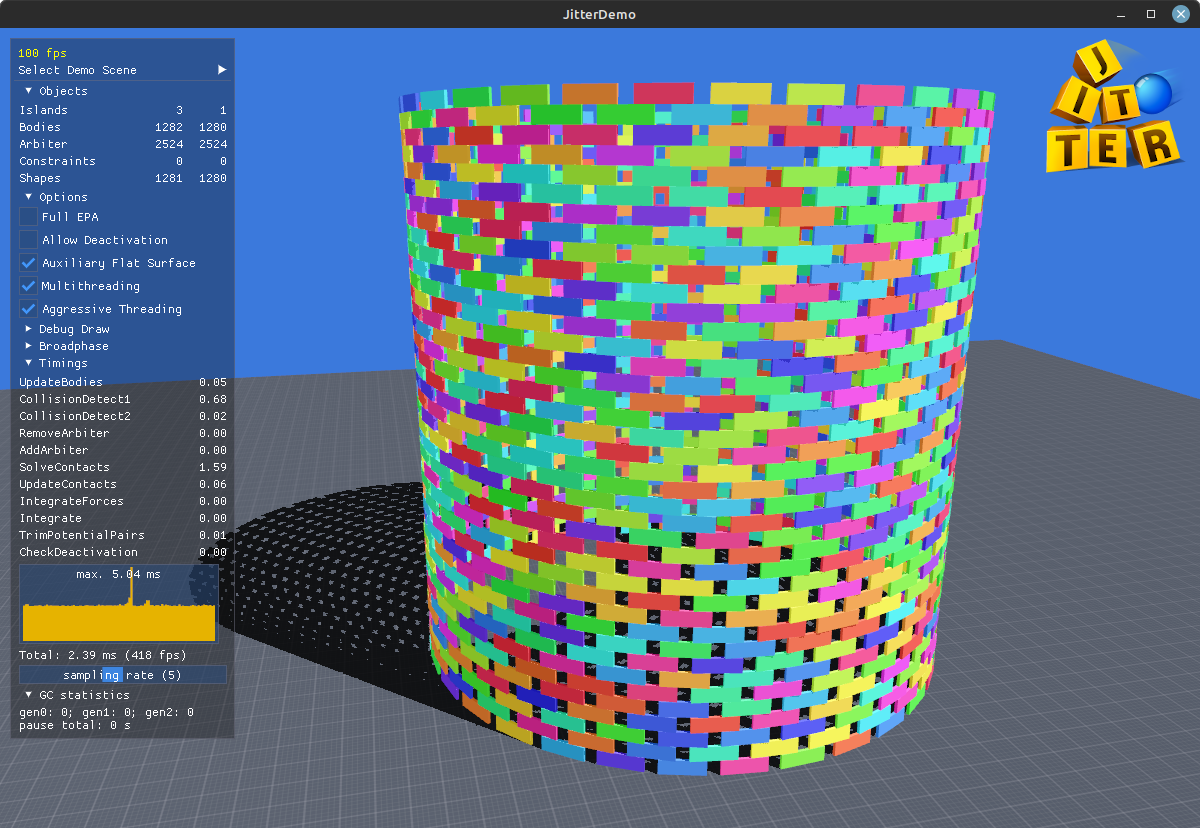 JitterDemo
100 fps
Select Demo Scene
Objects
Islands 3 1
Bodies 1282 1280
Arbiter 2524 2524
Constraints 0 0
Shapes 1281 1280
Options
Full EPA
Allow Deactivation
Auxiliary Flat Surface
Multithreading
Aggressive Threading
Debug Draw
Broadphase
Timings
UpdateBodies 0.05
CollisionDetect1 0.68
CollisionDetect2 0.02
RemoveArbiter 0.00
AddArbiter 0.00
SolveContacts 1.59
UpdateContacts 0.06
IntegrateForces 0.00
Integrate 0.00
TrimPotentialPairs 0.01
CheckDeactivation 0.00
max. 5.04 ms
Total: 2.39 ms (418 fps)
sampling rate (5)
GC statistics
gen0: 0; gen1: 0; gen2: 0
pause total: 0 s
J
IT
TER